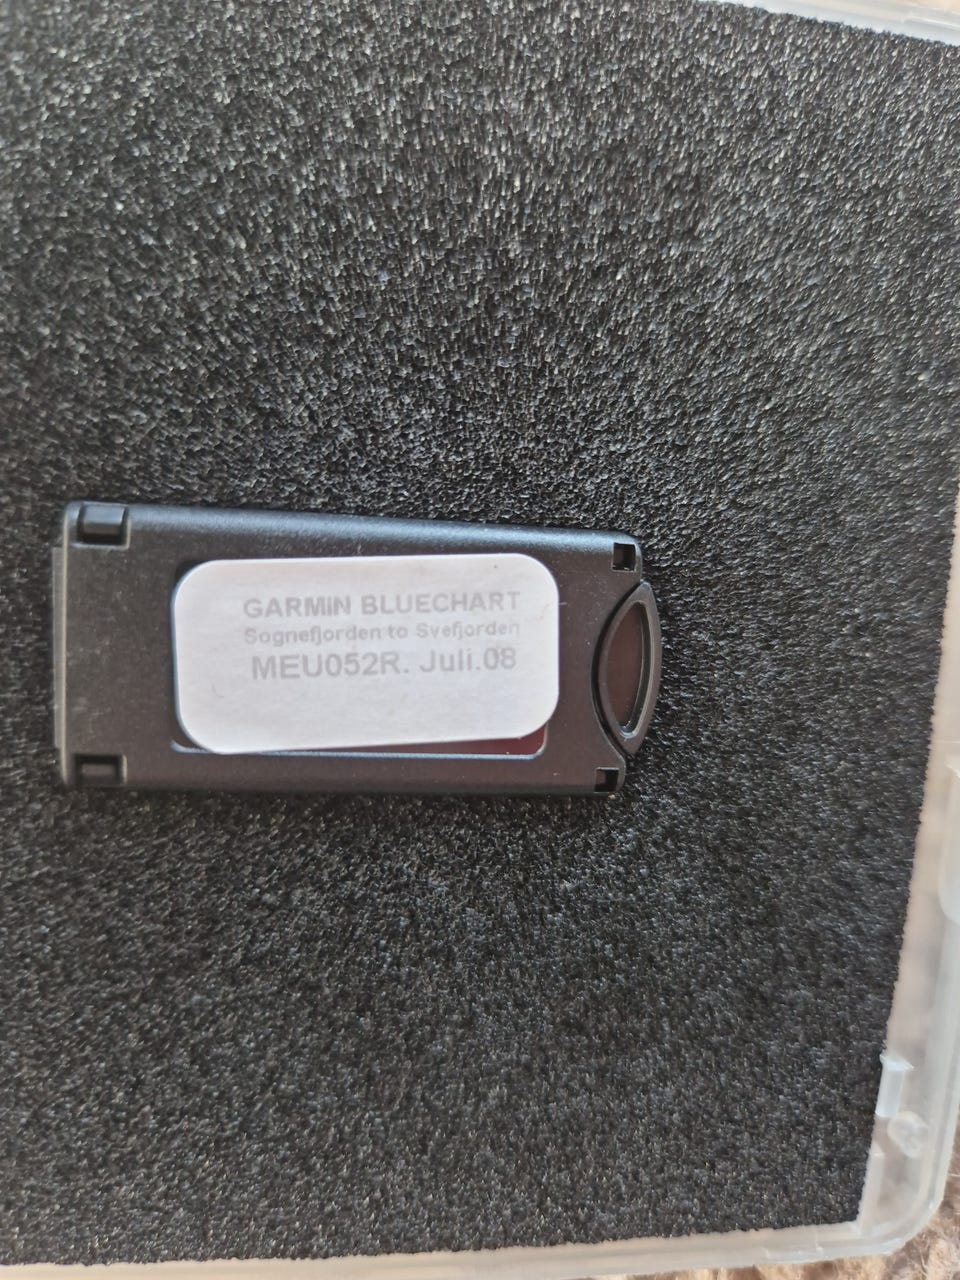 GARMIN BLUECHART
Sognefjorden to Svefjorden
MEU052R. Juli.08